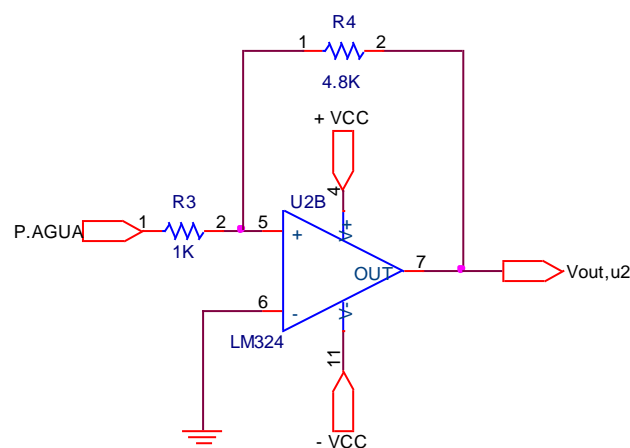 R4
1 2
4.8K
+ VCC
4
R3
U2B
P.AGUA
1 2
5
+
V+
1K
OUT
7
Vout,u2
6
-
V-
LM324
11
- VCC